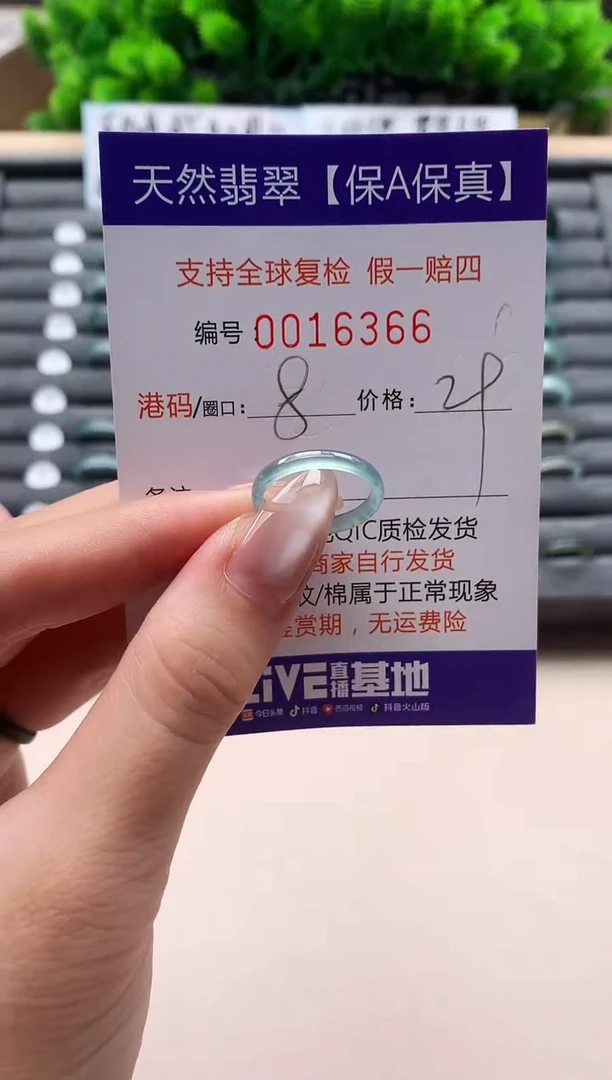 天然翡翠【保A保真】
支持全球复检 假一赔四
编号 0016366
港码/圈口: 8 价格:
备注
QIC质检发货
商家自行发货
纹/棉属于正常现象
鉴赏期,无运费险
LIVE直播基地
今日头条 抖音 西瓜视频 抖音火山版